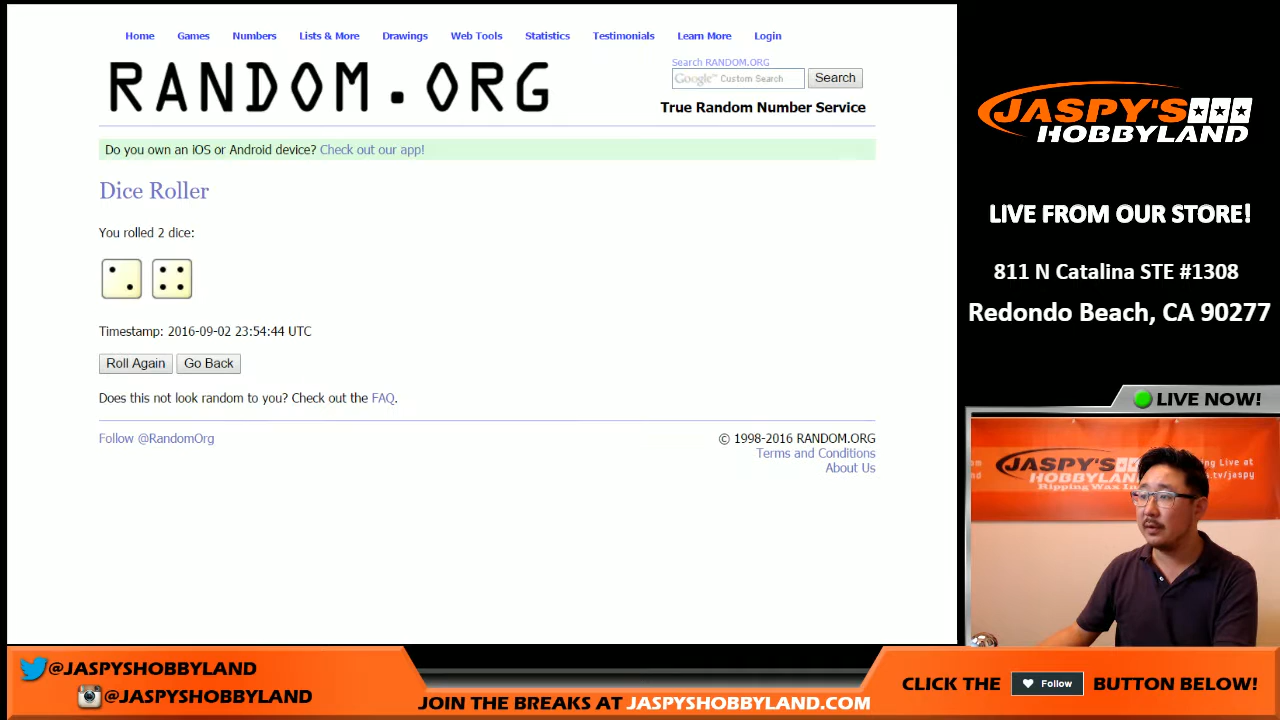 Home Games Numbers Lists & More Drawings Web Tools Statistics Testimonials Learn More Login
RANDOM.ORG
Search RANDOM.ORG
Google™ Custom Search Search
True Random Number Service
Do you own an iOS or Android device? Check out our app!
Dice Roller
You rolled 2 dice:
Timestamp: 2016-09-02 23:54:44 UTC
Roll Again Go Back
Does this not look random to you? Check out the FAQ.
Follow @RandomOrg
© 1998-2016 RANDOM.ORG
Terms and Conditions
About Us
JASPY'S
HOBBYLAND
LIVE FROM OUR STORE!
811 N Catalina STE #1308
Redondo Beach, CA 90277
LIVE NOW!
JASPY'S
HOBBYLAND
Ripping Wax
ing Live at
s.tv/jaspy
@JASPYSHOBBYLAND
@JASPYSHOBBYLAND
JOIN THE BREAKS AT JASPYSHOBBYLAND.COM
CLICK THE Follow BUTTON BELOW!